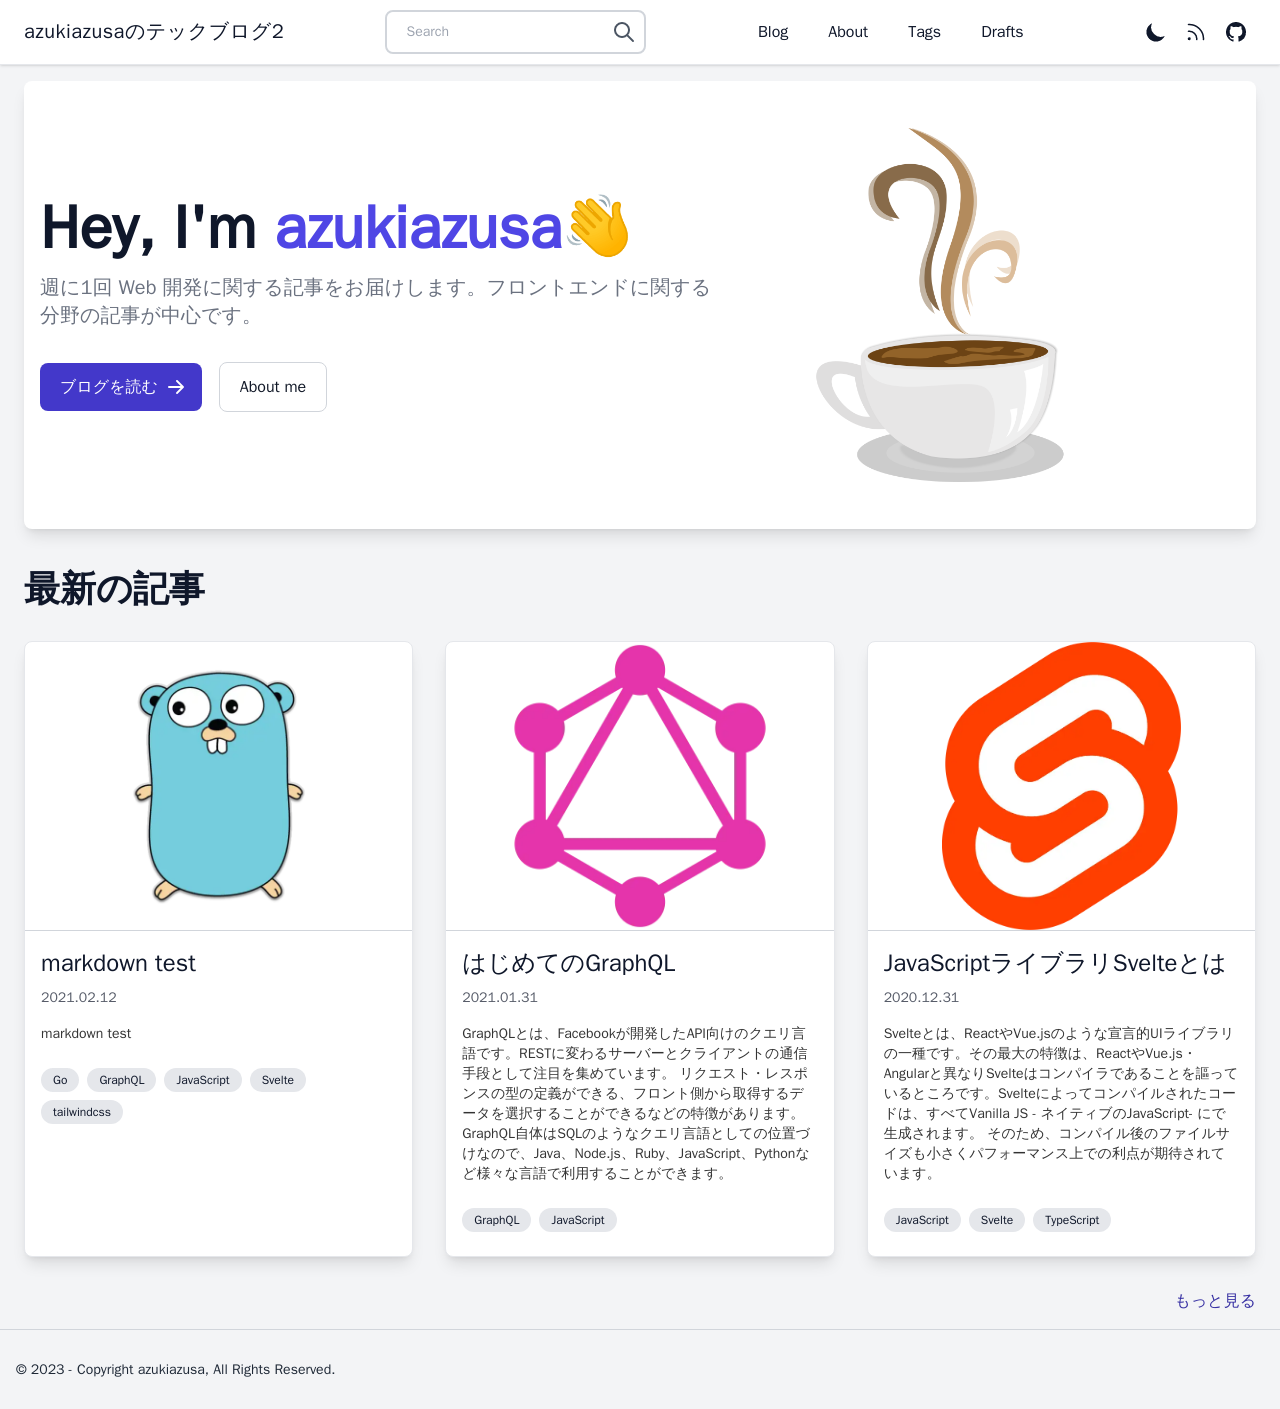 azukiazusaのテックブログ2
Search
Blog
About
Tags
Drafts
Hey, I'm azukiazusa👋
週に1回 Web 開発に関する記事をお届けします。フロントエンドに関する
分野の記事が中心です。
ブログを読む →
About me
最新の記事
markdown test
2021.02.12
markdown test
Go
GraphQL
JavaScript
Svelte
tailwindcss
はじめてのGraphQL
2021.01.31
GraphQLとは、Facebookが開発したAPI向けのクエリ言
語です。RESTに変わるサーバーとクライアントの通信
手段として注目を集めています。 リクエスト・レスポ
ンスの型の定義ができる、フロント側から取得するデ
ータを選択することができるなどの特徴があります。
GraphQL自体はSQLのようなクエリ言語としての位置づ
けなので、Java、Node.js、Ruby、JavaScript、Pythonな
ど様々な言語で利用することができます。
GraphQL
JavaScript
JavaScriptライブラリSvelteとは
2020.12.31
Svelteとは、ReactやVue.jsのような宣言的UIライブラリ
の一種です。その最大の特徴は、ReactやVue.js・
Angularと異なりSvelteはコンパイラであることを謳って
いるところです。Svelteによってコンパイルされたコー
ドは、すべてVanilla JS - ネイティブのJavaScript- にで
生成されます。 そのため、コンパイル後のファイルサ
イズも小さくパフォーマンス上での利点が期待されて
います。
JavaScript
Svelte
TypeScript
もっと見る
© 2023 - Copyright azukiazusa, All Rights Reserved.